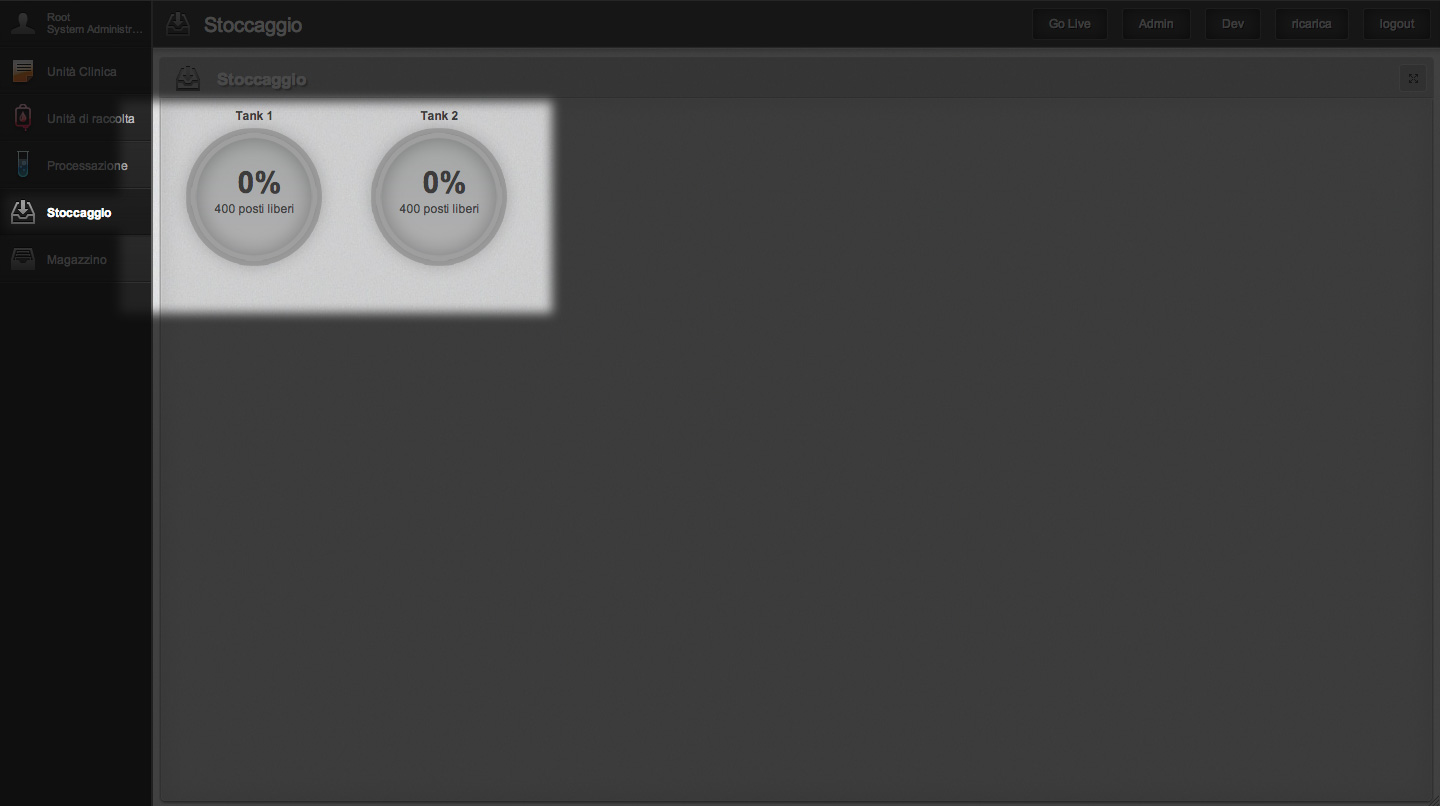 Root
System Administr...
Unità Clinica
Unità di raccolta
Processazione
Stoccaggio
Magazzino
Stoccaggio
Go Live
Admin
Dev
ricarica
logout
Stoccaggio
Tank 1
0%
400 posti liberi
Tank 2
0%
400 posti liberi